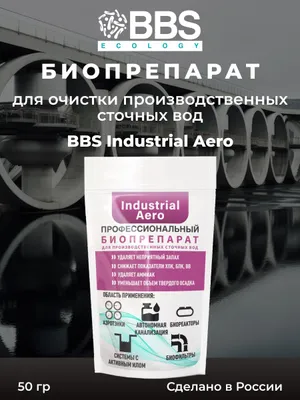 BBS
ECOLOGY
БИОПРЕПАРАТ
для очистки производственных
сточных вод
BBS Industrial Aero
Industrial
Aero
ПРОФЕССИОНАЛЬНЫЙ
БИОПРЕПАРАТ
ДЛЯ ПРОИЗВОДСТВЕННЫХ СТОЧНЫХ ВОД
УДАЛЯЕТ НЕПРИЯТНЫЙ ЗАПАХ
СНИЖАЕТ ПОКАЗАТЕЛИ ХПК, БПК, ВВ
УДАЛЯЕТ АММИАК
УМЕНЬШАЕТ ОБЪЕМ ТВЕРДОГО ОСАДКА
ОБЛАСТЬ ПРИМЕНЕНИЯ:
АЭРОТЕНКИ
АВТОНОМНАЯ
КАНАЛИЗАЦИЯ
БИОРЕАКТОРЫ
СИСТЕМЫ С
АКТИВНЫМ ИЛОМ
БИОФИЛЬТРЫ
50 гр
Сделано в России